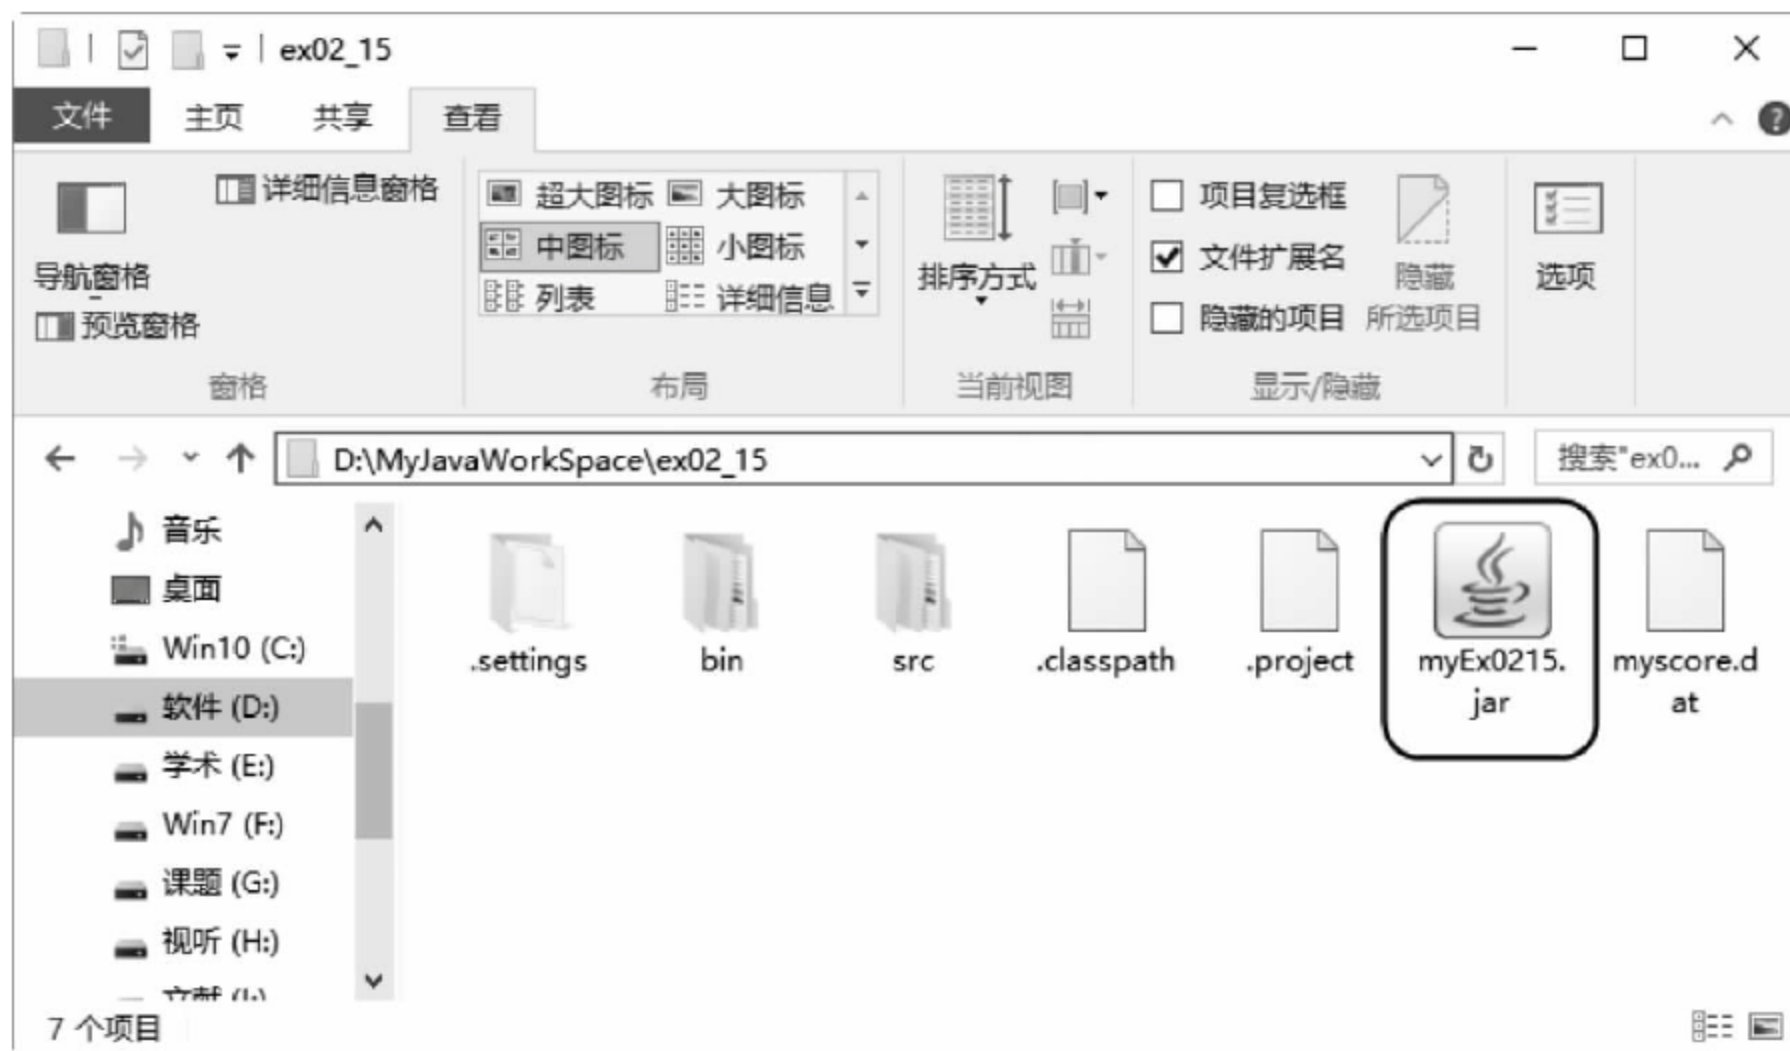 ex02_15
文件 主页 共享 查看
导航窗格
预览窗格
详细信息窗格
窗格
超大图标 大图标
中图标 小图标
列表 详细信息
布局
排序方式
当前视图
项目复选框
文件扩展名
隐藏的项目
隐藏
所选项目
显示/隐藏
选项
D:\MyJavaWorkSpace\ex02_15
搜索"ex0...
音乐
桌面
Win10 (C:)
软件 (D:)
学术 (E:)
Win7 (F:)
课题 (G:)
视听 (H:)
.settings
bin
src
.classpath
.project
myEx0215.
jar
myscore.d
at
7 个项目